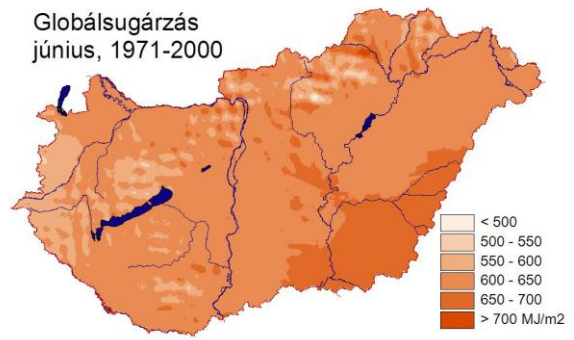 Globálsugárzás
június, 1971-2000
< 500
500 - 550
550 - 600
600 - 650
650 - 700
> 700 MJ/m2